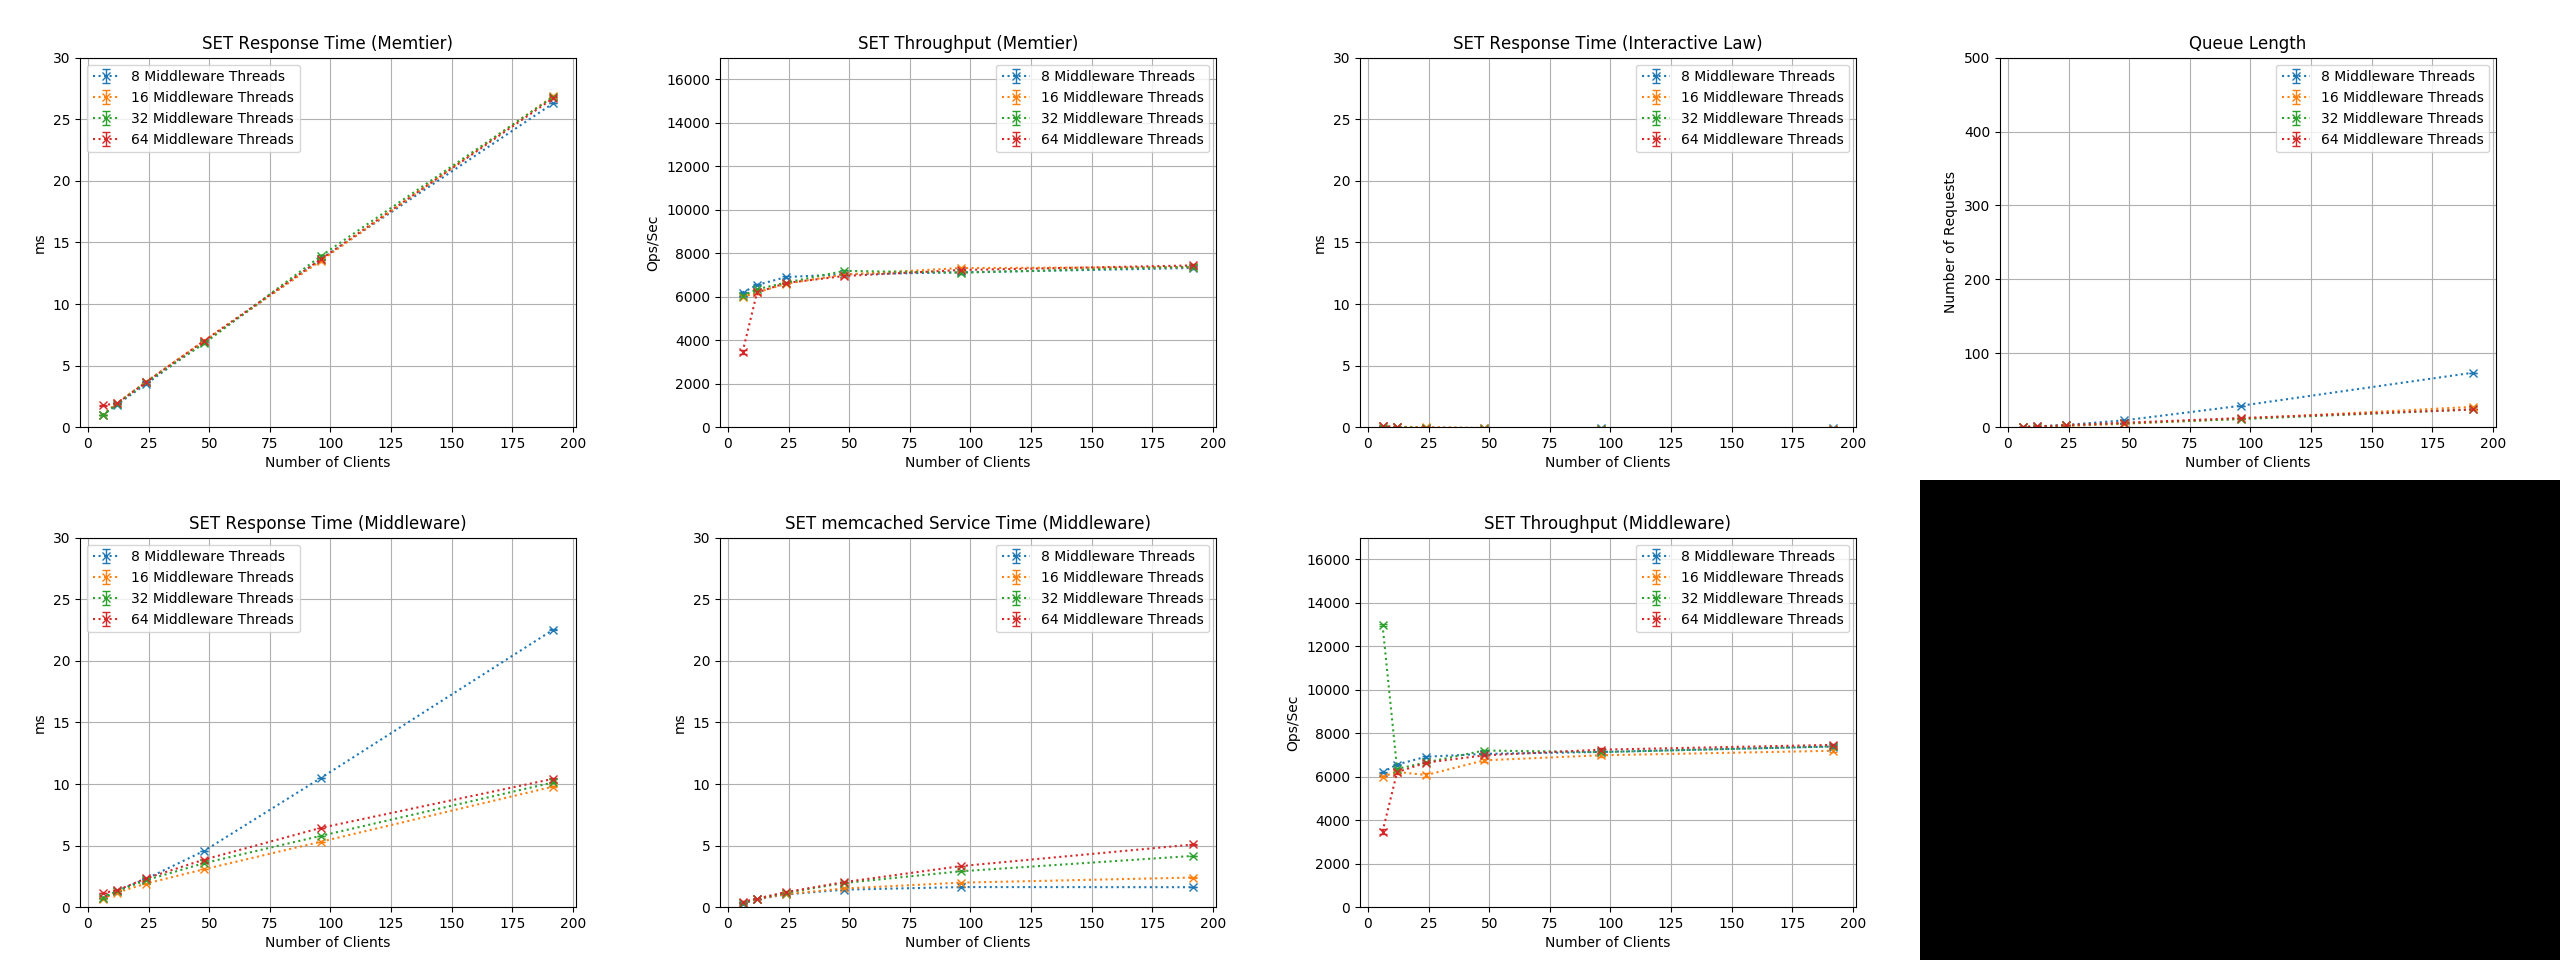 SET Response Time (Memtier)
30
25
20
15
10
5
0
ms
8 Middleware Threads
16 Middleware Threads
32 Middleware Threads
64 Middleware Threads
0 25 50 75 100 125 150 175 200
Number of Clients
SET Throughput (Memtier)
16000
14000
12000
10000
8000
6000
4000
2000
0
Ops/Sec
8 Middleware Threads
16 Middleware Threads
32 Middleware Threads
64 Middleware Threads
0 25 50 75 100 125 150 175 200
Number of Clients
SET Response Time (Interactive Law)
30
25
20
15
10
5
0
ms
8 Middleware Threads
16 Middleware Threads
32 Middleware Threads
64 Middleware Threads
0 25 50 75 100 125 150 175 200
Number of Clients
Queue Length
500
400
300
200
100
0
Number of Requests
8 Middleware Threads
16 Middleware Threads
32 Middleware Threads
64 Middleware Threads
0 25 50 75 100 125 150 175 200
Number of Clients
SET Response Time (Middleware)
30
25
20
15
10
5
0
ms
8 Middleware Threads
16 Middleware Threads
32 Middleware Threads
64 Middleware Threads
0 25 50 75 100 125 150 175 200
Number of Clients
SET memcached Service Time (Middleware)
30
25
20
15
10
5
0
ms
8 Middleware Threads
16 Middleware Threads
32 Middleware Threads
64 Middleware Threads
0 25 50 75 100 125 150 175 200
Number of Clients
SET Throughput (Middleware)
16000
14000
12000
10000
8000
6000
4000
2000
0
Ops/Sec
8 Middleware Threads
16 Middleware Threads
32 Middleware Threads
64 Middleware Threads
0 25 50 75 100 125 150 175 200
Number of Clients